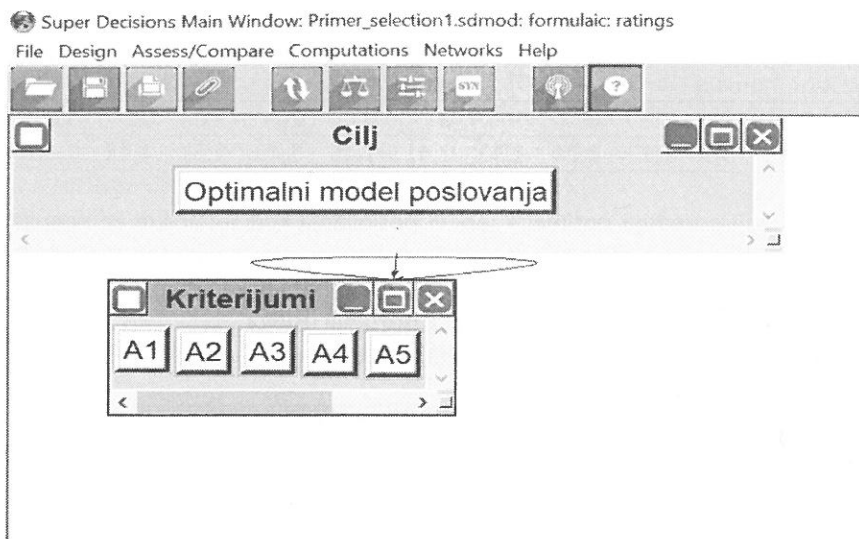 Super Decisions Main Window: Primer_selection1.sdmod: formulaic: ratings
File Design Assess/Compare Computations Networks Help
SYN
?
Cilj
Optimalni model poslovanja
Kriterijumi
A1 A2 A3 A4 A5